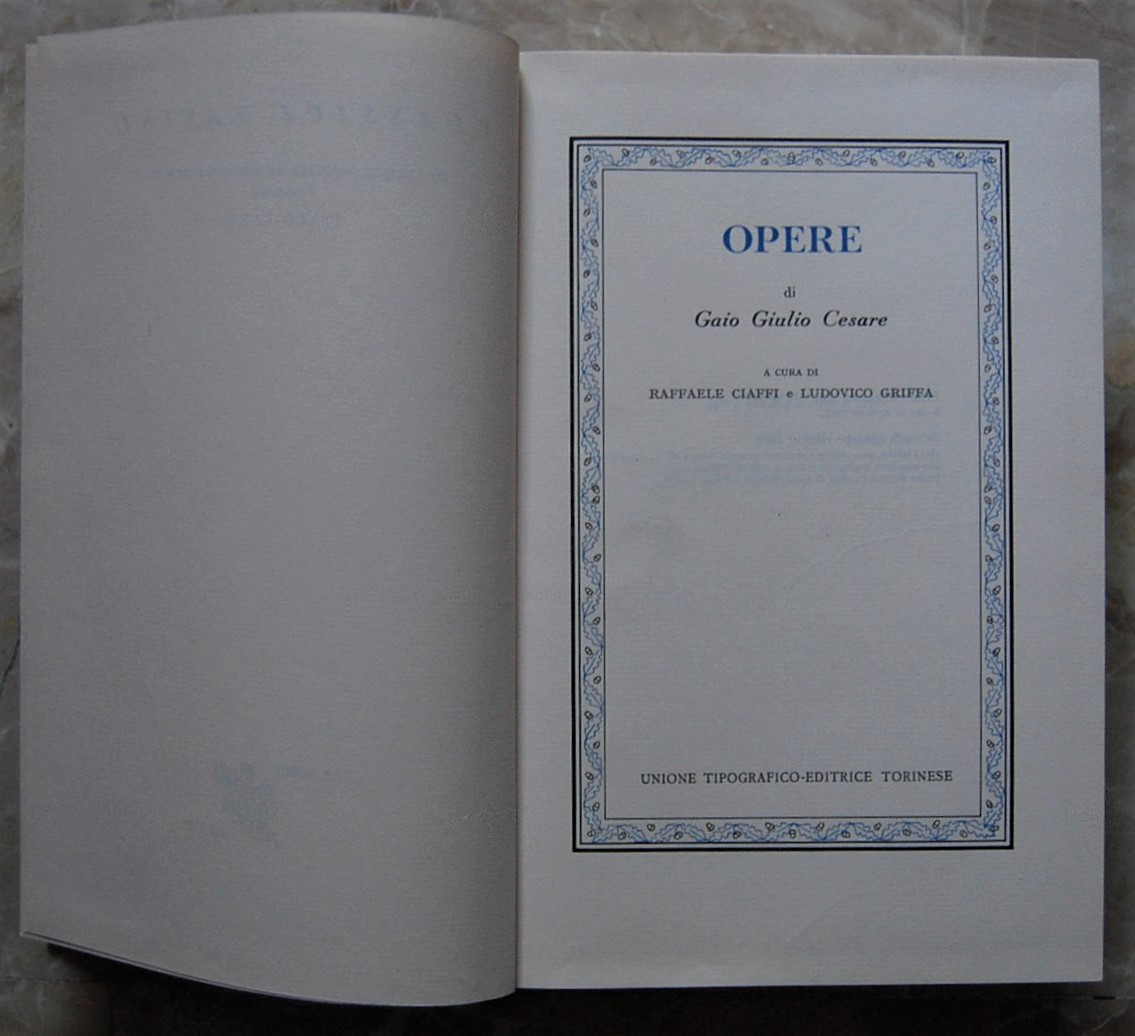 OPERE
di
Gaio Giulio Cesare
A CURA DI
RAFFAELE CIAFFI e LUDOVICO GRIFFA
UNIONE TIPOGRAFICO-EDITRICE TORINESE